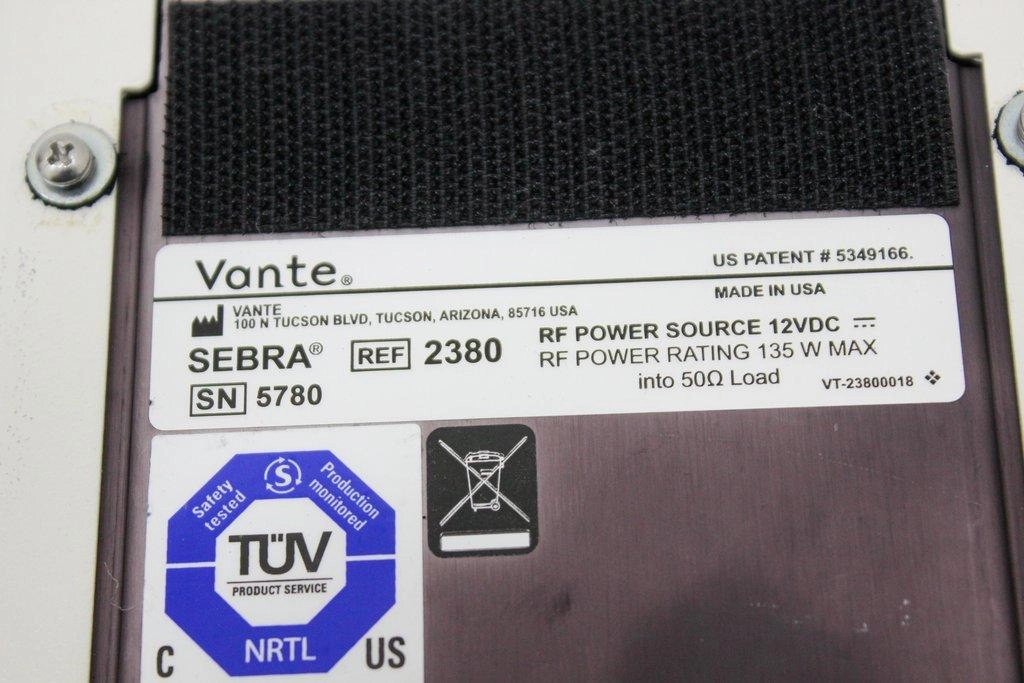 Vante®
US PATENT # 5349166.
VANTE
100 N TUCSON BLVD, TUCSON, ARIZONA, 85716 USA
MADE IN USA
SEBRA® REF 2380
SN 5780
RF POWER SOURCE 12VDC
RF POWER RATING 135 W MAX
into 50Ω Load
VT-23800018
Safety
tested
S
Production
monitored
TÜV
PRODUCT SERVICE
NRTL
C US